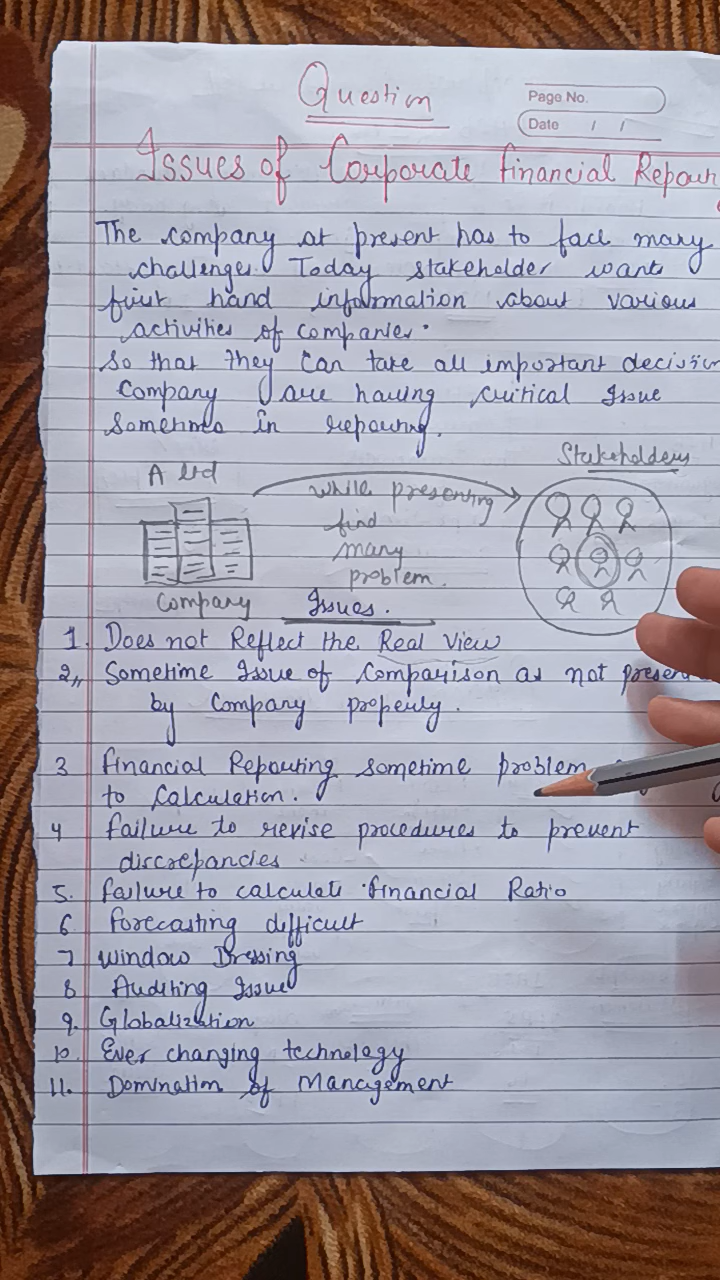 Question
Page No.
Date / /
Issues of Corporate financial
The company at present has to face many
challenges. Today stakeholder wants
first hand information about various
activities of companies.
So that they can take all important
Company are having critical Issue
Sometimes in reporting.
A ltd
Stakeholders
while presenting
find
many
problem.
Company
Issues.
1. Does not Reflect the Real View
2,, Sometime Issue of comparison as not
by Company properly.
3 financial Reporting sometime problem
to Calculation.
4 failure to revise procedures to prevent
discrepancies
5. failure to calculate financial Ratio
6 forecasting difficult
7 Window Dressing
8 Auditing Issue
9. Globalization
10. Ever changing technology
11. Domination of Management